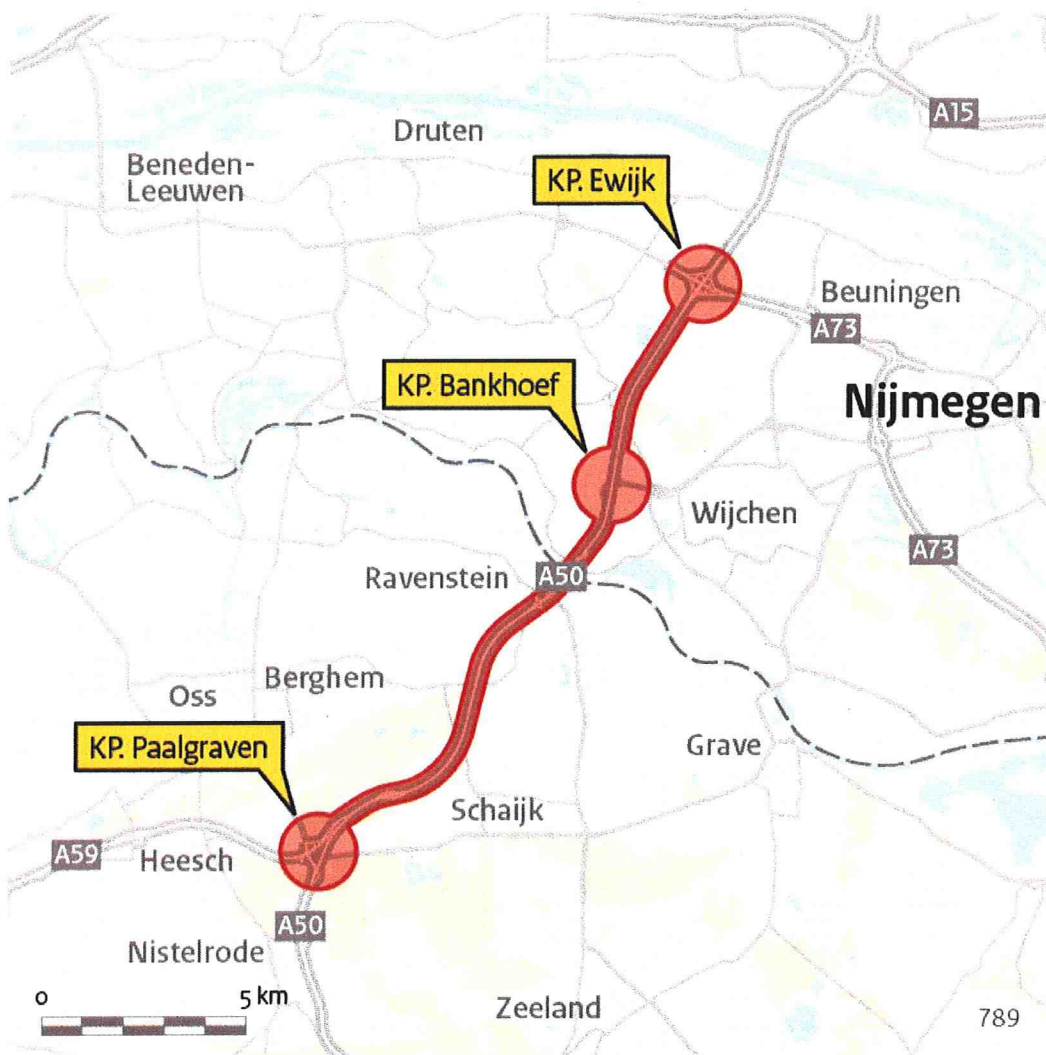 Druten
A15
Beneden-
Leeuwen
KP. Ewijk
Beuningen
A73
KP. Bankhoef
Nijmegen
Wijchen
A73
Ravenstein
A50
Berghem
Oss
KP. Paalgraven
Grave
Schaijk
A59
Heesch
A50
Nistelrode
0 5 km
Zeeland
789